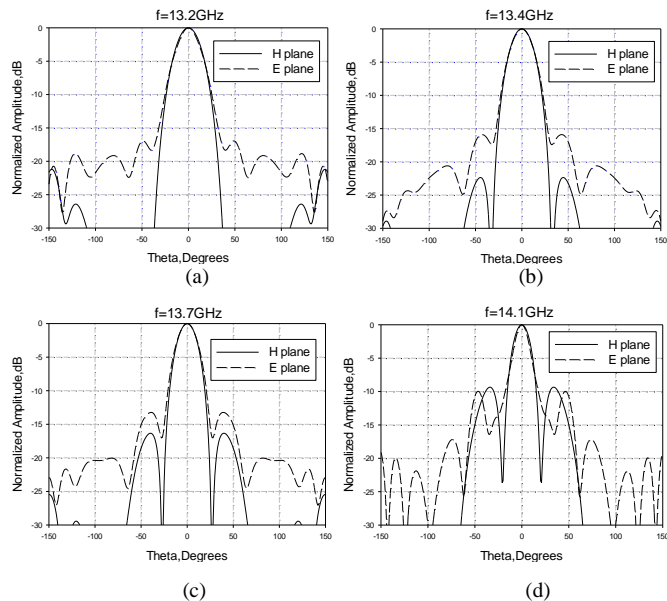 f=13.2GHz
Normalized Amplitude,dB
0
-5
-10
-15
-20
-25
-30
H plane
E plane
-150 -100 -50 0 50 100 150
Theta,Degrees
(a)
f=13.4GHz
Normalized Amplitude,dB
0
-5
-10
-15
-20
-25
-30
H plane
E plane
-150 -100 -50 0 50 100 150
Theta,Degrees
(b)
f=13.7GHz
Normalized Amplitude,dB
0
-5
-10
-15
-20
-25
-30
H plane
E plane
-150 -100 -50 0 50 100 150
Theta,Degrees
(c)
f=14.1GHz
Normalized Amplitude,dB
0
-5
-10
-15
-20
-25
-30
H plane
E plane
-150 -100 -50 0 50 100 150
Theta,Degrees
(d)